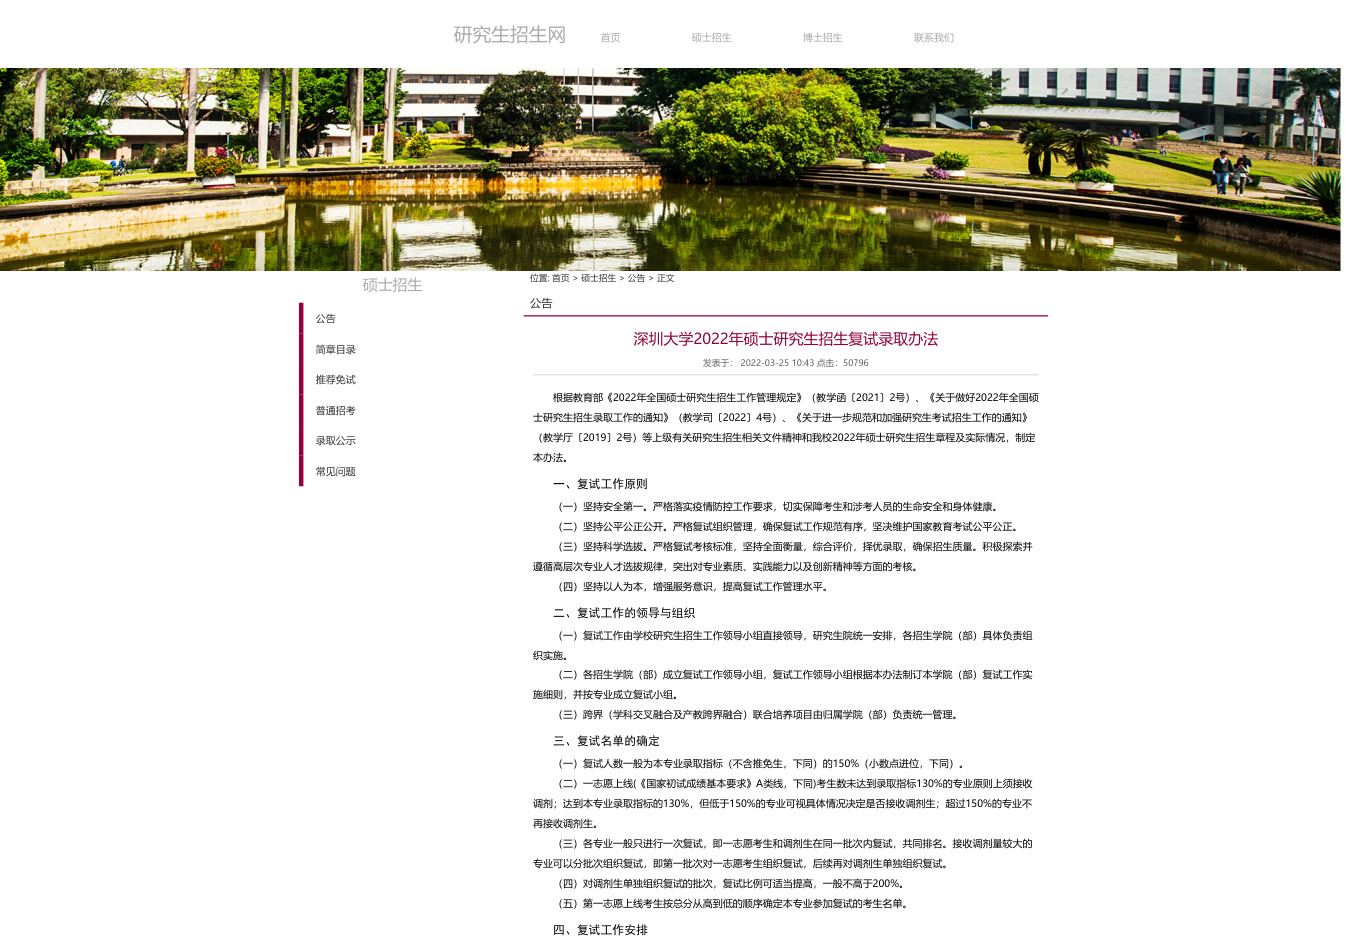 研究生招生网
首页
硕士招生
博士招生
联系我们
硕士招生
公告
简章目录
推荐免试
普通招考
录取公示
常见问题
位置: 首页 > 硕士招生 > 公告 > 正文
公告
深圳大学2022年硕士研究生招生复试录取办法
发表于： 2022-03-25 10:43 点击：50796
根据教育部《2022年全国硕士研究生招生工作管理规定》（教学函〔2021〕2号）、《关于做好2022年全国硕
士研究生招生录取工作的通知》（教学司〔2022〕4号）、《关于进一步规范和加强研究生考试招生工作的通知》
（教学厅〔2019〕2号）等上级有关研究生招生相关文件精神和我校2022年硕士研究生招生章程及实际情况，制定
本办法。
一、复试工作原则
（一）坚持安全第一。严格落实疫情防控工作要求，切实保障考生和涉考人员的生命安全和身体健康。
（二）坚持公平公正公开。严格复试组织管理，确保复试工作规范有序，坚决维护国家教育考试公平公正。
（三）坚持科学选拔。严格复试考核标准，坚持全面衡量，综合评价，择优录取，确保招生质量。积极探索并
遵循高层次专业人才选拔规律，突出对专业素质、实践能力以及创新精神等方面的考核。
（四）坚持以人为本，增强服务意识，提高复试工作管理水平。
二、复试工作的领导与组织
（一）复试工作由学校研究生招生工作领导小组直接领导，研究生院统一安排，各招生学院（部）具体负责组
织实施。
（二）各招生学院（部）成立复试工作领导小组，复试工作领导小组根据本办法制订本学院（部）复试工作实
施细则，并按专业成立复试小组。
（三）跨界（学科交叉融合及产教跨界融合）联合培养项目由归属学院（部）负责统一管理。
三、复试名单的确定
（一）复试人数一般为本专业录取指标（不含推免生，下同）的150%（小数点进位，下同）。
（二）一志愿上线(《国家初试成绩基本要求》A类线，下同)考生数未达到录取指标130%的专业原则上须接收
调剂；达到本专业录取指标的130%，但低于150%的专业可视具体情况决定是否接收调剂生；超过150%的专业不
再接收调剂生。
（三）各专业一般只进行一次复试，即一志愿考生和调剂生在同一批次内复试，共同排名。接收调剂量较大的
专业可以分批次组织复试，即第一批次对一志愿考生组织复试，后续再对调剂生单独组织复试。
（四）对调剂生单独组织复试的批次，复试比例可适当提高，一般不高于200%。
（五）第一志愿上线考生按总分从高到低的顺序确定本专业参加复试的考生名单。
四、复试工作安排